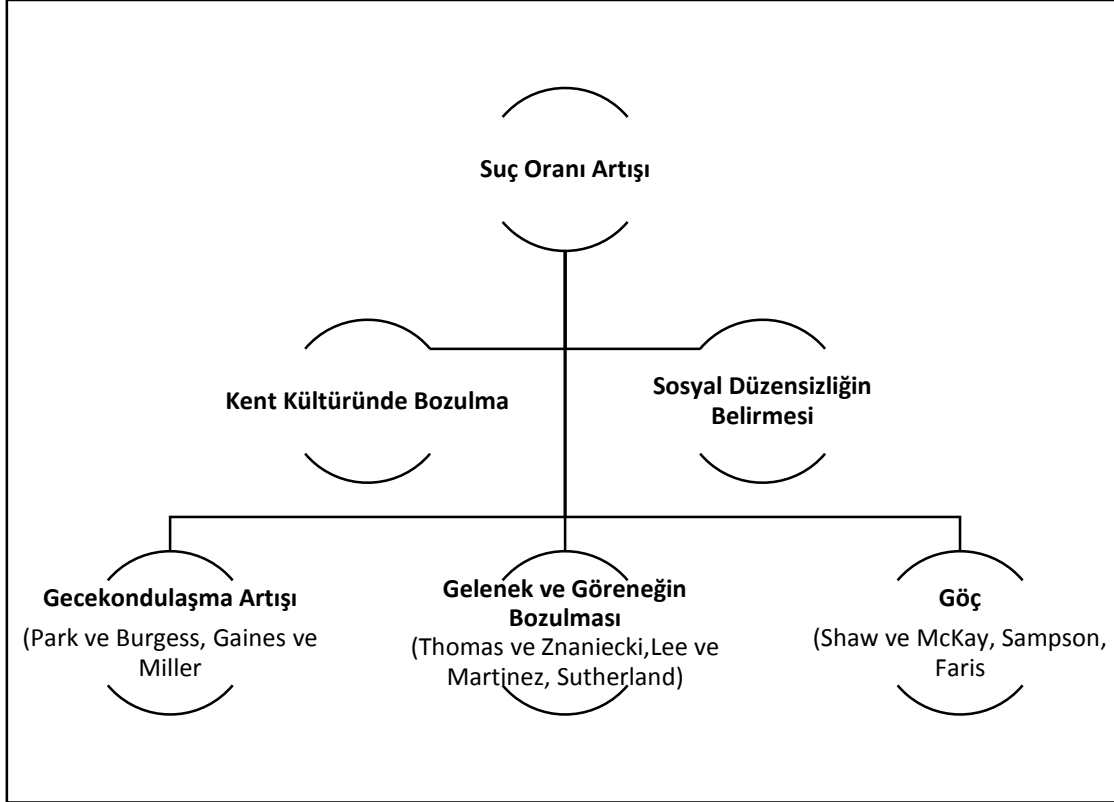 Suç Oranı Artışı
Kent Kültüründe Bozulma
Sosyal Düzensizliğin
Belirmesi
Gecekondulaşma Artışı
(Park ve Burgess, Gaines ve
Miller
Gelenek ve Göreneğin
Bozulması
(Thomas ve Znaniecki,Lee ve
Martinez, Sutherland)
Göç
(Shaw ve McKay, Sampson,
Faris